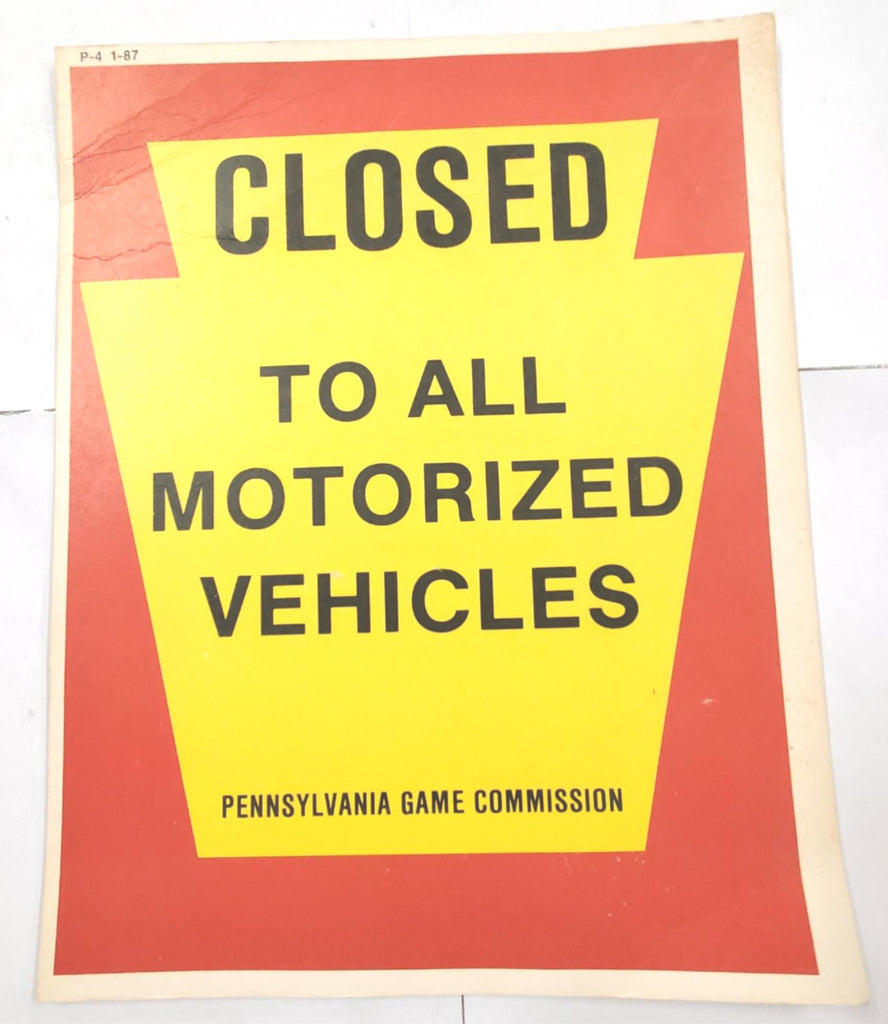 P-4 1-87
CLOSED
TO ALL
MOTORIZED
VEHICLES
PENNSYLVANIA GAME COMMISSION